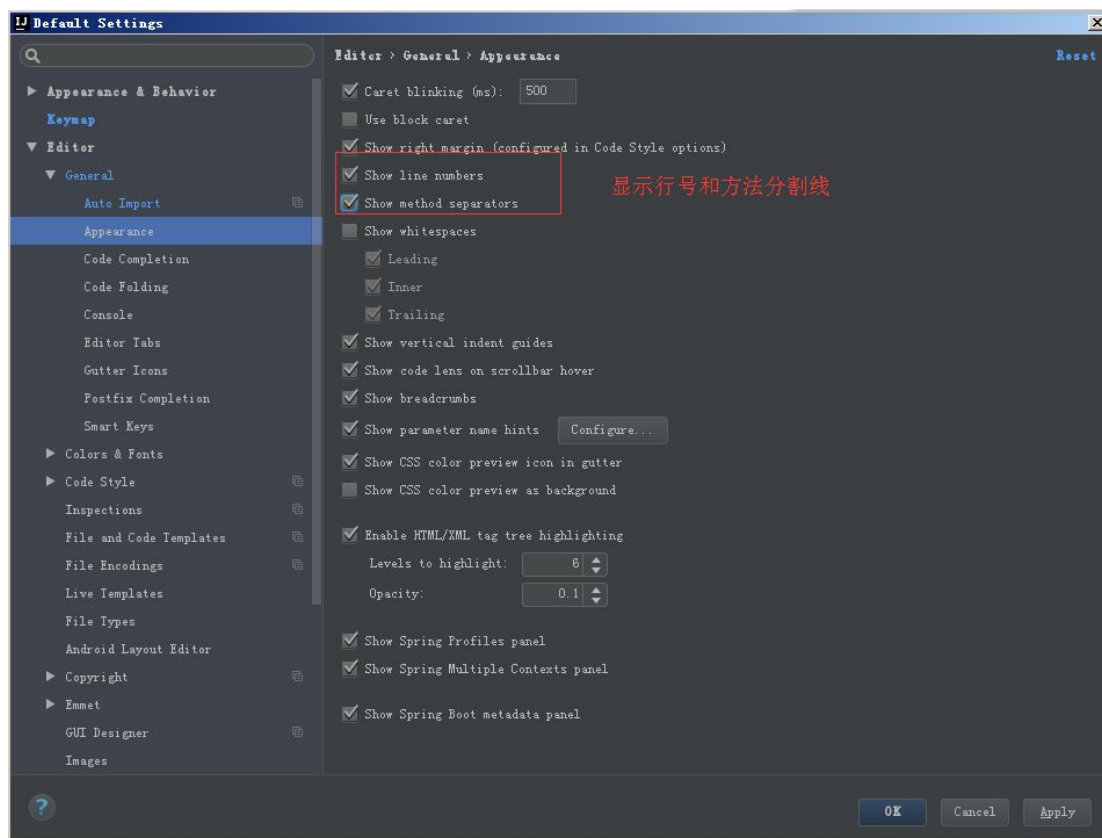 Default Settings
Appearance & Behavior
Keymap
Editor
General
Auto Import
Appearance
Code Completion
Code Folding
Console
Editor Tabs
Gutter Icons
Postfix Completion
Smart Keys
Colors & Fonts
Code Style
Inspections
File and Code Templates
File Encodings
Live Templates
File Types
Android Layout Editor
Copyright
Emmet
GUI Designer
Images
Editor › General › Appearance
Reset
Caret blinking (ms): 500
Use block caret
Show right margin (configured in Code Style options)
Show line numbers
Show method separators
显示行号和方法分割线
Show whitespaces
Leading
Inner
Trailing
Show vertical indent guides
Show code lens on scrollbar hover
Show breadcrumbs
Show parameter name hints Configure...
Show CSS color preview icon in gutter
Show CSS color preview as background
Enable HTML/XML tag tree highlighting
Levels to highlight: 6
Opacity: 0.1
Show Spring Profiles panel
Show Spring Multiple Contexts panel
Show Spring Boot metadata panel
?
OK Cancel Apply